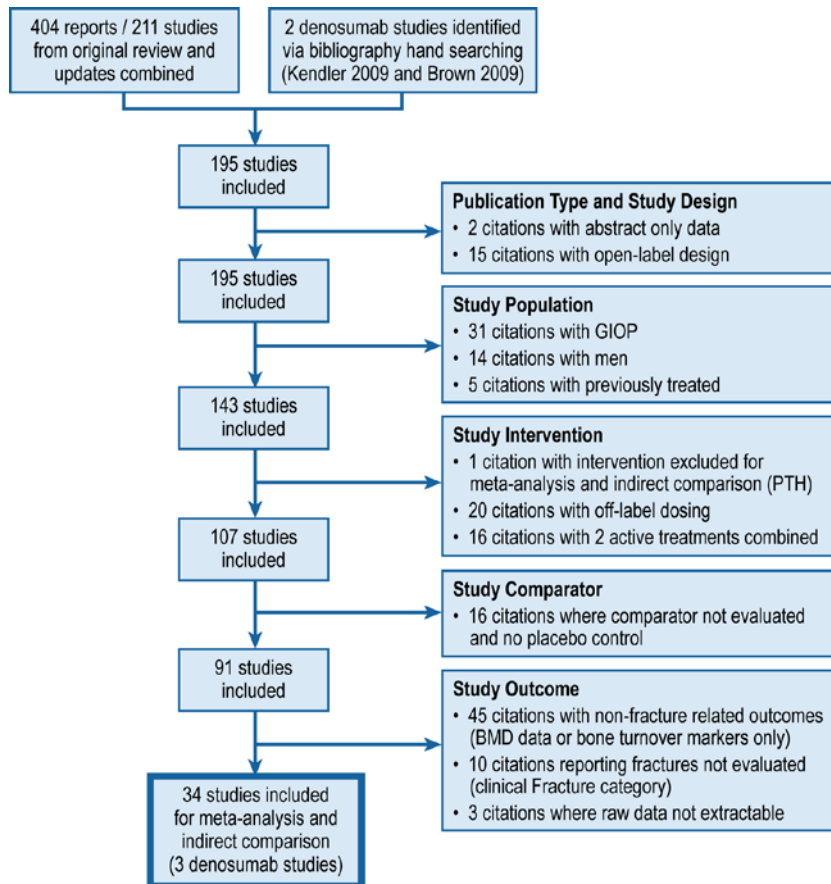 404 reports / 211 studies
from original review and
updates combined
2 denosumab studies identified
via bibliography hand searching
(Kendler 2009 and Brown 2009)
195 studies
included
Publication Type and Study Design
• 2 citations with abstract only data
• 15 citations with open-label design
195 studies
included
Study Population
• 31 citations with GIOP
• 14 citations with men
• 5 citations with previously treated
143 studies
included
Study Intervention
• 1 citation with intervention excluded for
meta-analysis and indirect comparison (PTH)
• 20 citations with off-label dosing
• 16 citations with 2 active treatments combined
107 studies
included
Study Comparator
• 16 citations where comparator not evaluated
and no placebo control
91 studies
included
Study Outcome
• 45 citations with non-fracture related outcomes
(BMD data or bone turnover markers only)
• 10 citations reporting fractures not evaluated
(clinical Fracture category)
• 3 citations where raw data not extractable
34 studies included
for meta-analysis and
indirect comparison
(3 denosumab studies)